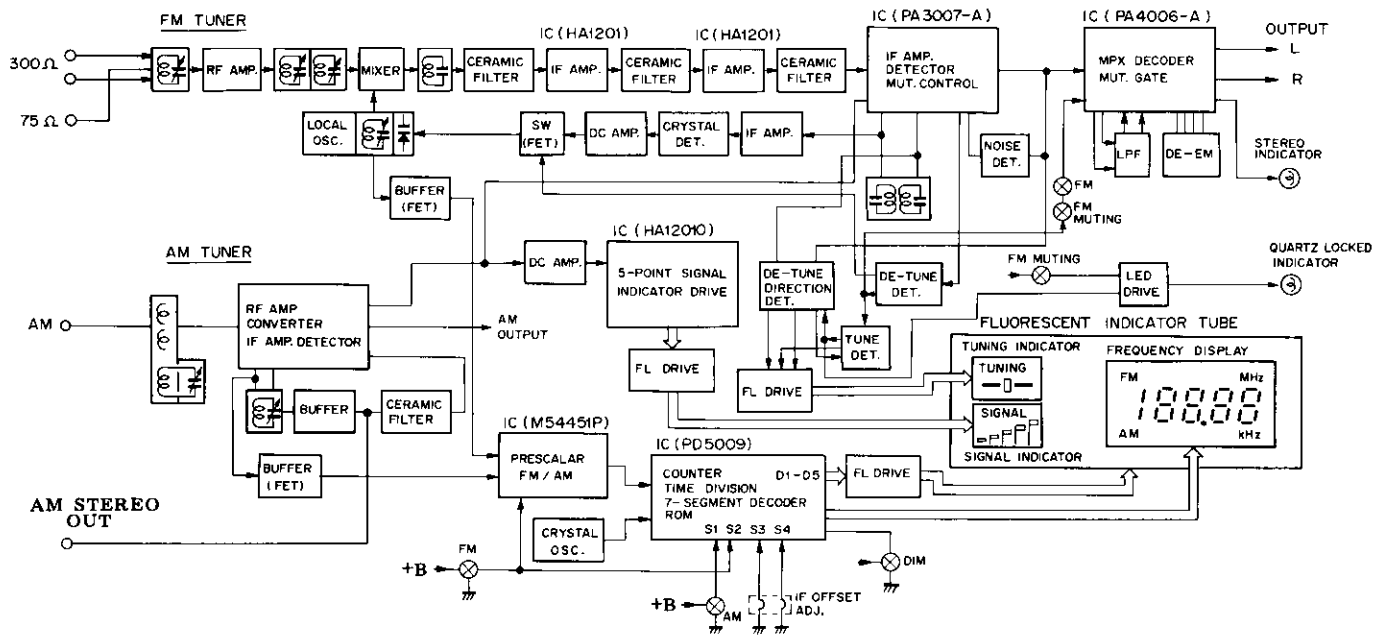 FM TUNER
300Ω
75Ω
RF AMP.
MIXER
CERAMIC
FILTER
IC (HA1201)
IF AMP.
CERAMIC
FILTER
IC (HA1201)
IF AMP.
CERAMIC
FILTER
IC (PA3007-A)
IF AMP.
DETECTOR
MUT. CONTROL
IC (PA4006-A)
MPX DECODER
MUT. GATE
OUTPUT
L
R
LOCAL
OSC.
SW
(FET)
DC AMP.
CRYSTAL
DET.
IF AMP.
NOISE
DET.
LPF
DE-EM
STEREO
INDICATOR
FM
FM
MUTING
BUFFER
(FET)
IC (HA12010)
5-POINT SIGNAL
INDICATOR DRIVE
DC AMP.
DE-TUNE
DIRECTION
DET.
DE-TUNE
DET.
TUNE
DET.
FM MUTING
LED
DRIVE
QUARTZ LOCKED
INDICATOR
AM TUNER
AM
RF AMP
CONVERTER
IF AMP. DETECTOR
AM
OUTPUT
FL DRIVE
FL DRIVE
FLUORESCENT INDICATOR TUBE
TUNING INDICATOR
TUNING
SIGNAL
SIGNAL INDICATOR
FREQUENCY DISPLAY
FM
MHz
188.88
AM
kHz
BUFFER
CERAMIC
FILTER
BUFFER
(FET)
IC (M54451P)
PRESCALAR
FM / AM
IC (PD5009)
COUNTER
D1-D5
TIME DIVISION
7-SEGMENT DECODER
ROM
S1 S2 S3 S4
FL DRIVE
AM STEREO
OUT
CRYSTAL
OSC.
+B
FM
+B
AM
IF OFFSET
ADJ.
DIM